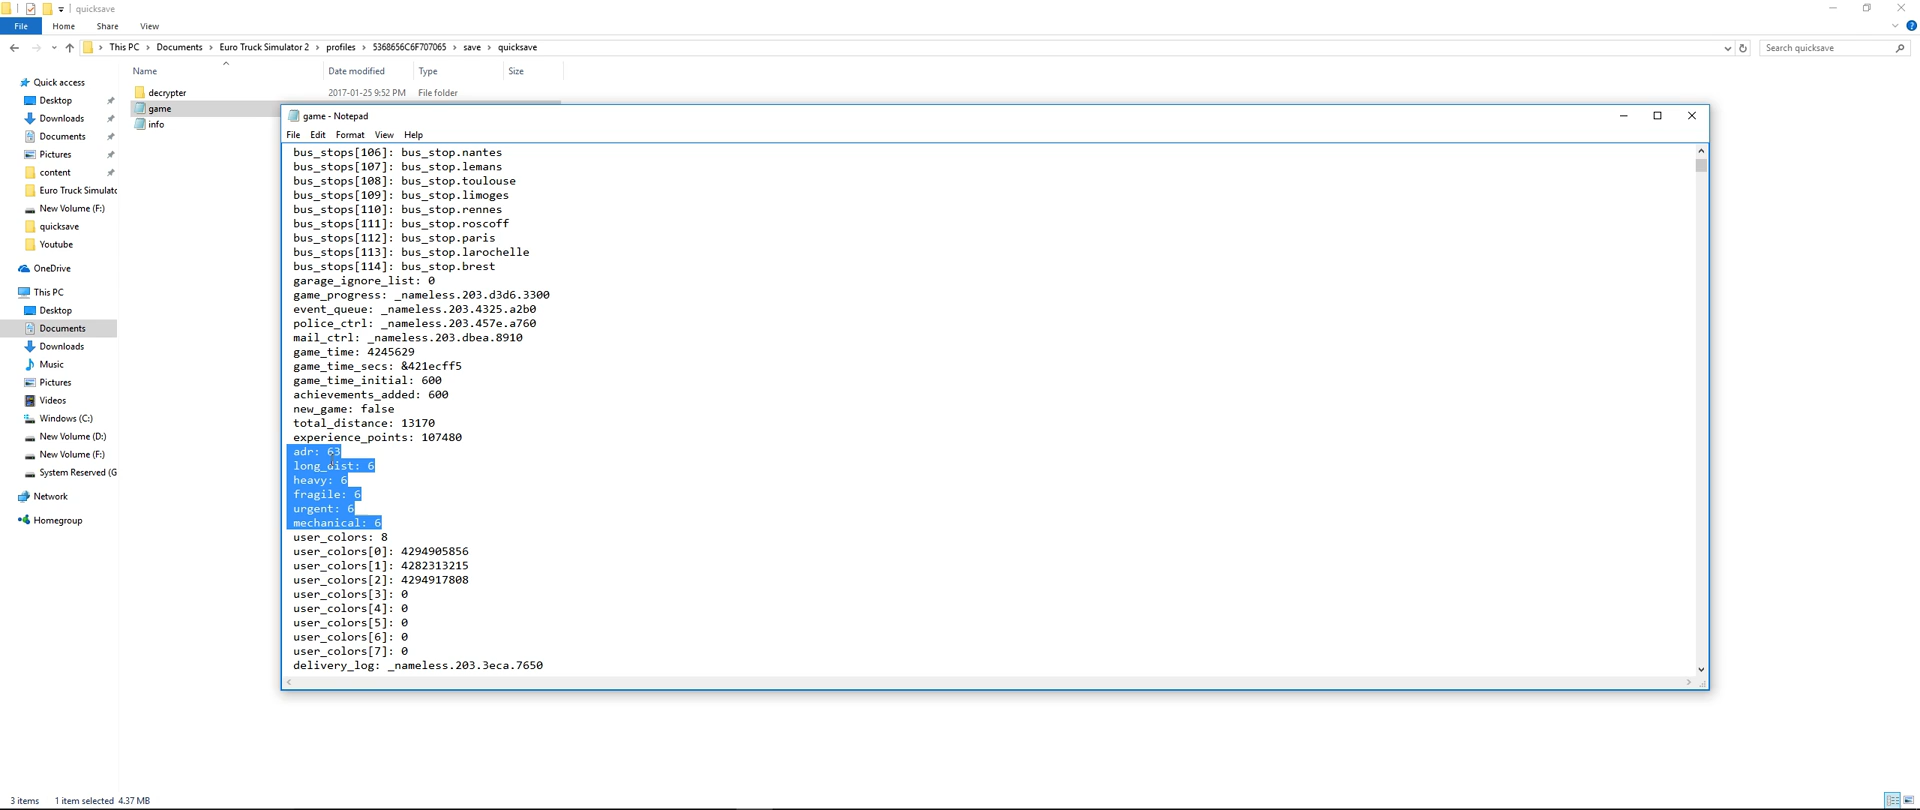 quicksave
File Home Share View
This PC Documents Euro Truck Simulator 2 profiles 5368656C6F707065 save quicksave
Search quicksave
Name Date modified Type Size
Quick access
Desktop
Downloads
Documents
Pictures
content
Euro Truck Simulato
New Volume (F:)
quicksave
Youtube
OneDrive
This PC
Desktop
Documents
Downloads
Music
Pictures
Videos
Windows (C:)
New Volume (D:)
New Volume (F:)
System Reserved (G
Network
Homegroup
decrypter 2017-01-25 9:52 PM File folder
game
info
game - Notepad
File Edit Format View Help
bus_stops[106]: bus_stop.nantes
bus_stops[107]: bus_stop.lemans
bus_stops[108]: bus_stop.toulouse
bus_stops[109]: bus_stop.limoges
bus_stops[110]: bus_stop.rennes
bus_stops[111]: bus_stop.roscoff
bus_stops[112]: bus_stop.paris
bus_stops[113]: bus_stop.larochelle
bus_stops[114]: bus_stop.brest
garage_ignore_list: 0
game_progress: _nameless.203.d3d6.3300
event_queue: _nameless.203.4325.a2b0
police_ctrl: _nameless.203.457e.a760
mail_ctrl: _nameless.203.dbea.8910
game_time: 4245629
game_time_secs: &421ecff5
game_time_initial: 600
achievements_added: 600
new_game: false
total_distance: 13170
experience_points: 107480
adr: 63
long_dist: 6
heavy: 6
fragile: 6
urgent: 6
mechanical: 6
user_colors: 8
user_colors[0]: 4294905856
user_colors[1]: 4282313215
user_colors[2]: 4294917808
user_colors[3]: 0
user_colors[4]: 0
user_colors[5]: 0
user_colors[6]: 0
user_colors[7]: 0
delivery_log: _nameless.203.3eca.7650
3 items 1 item selected 4.37 MB